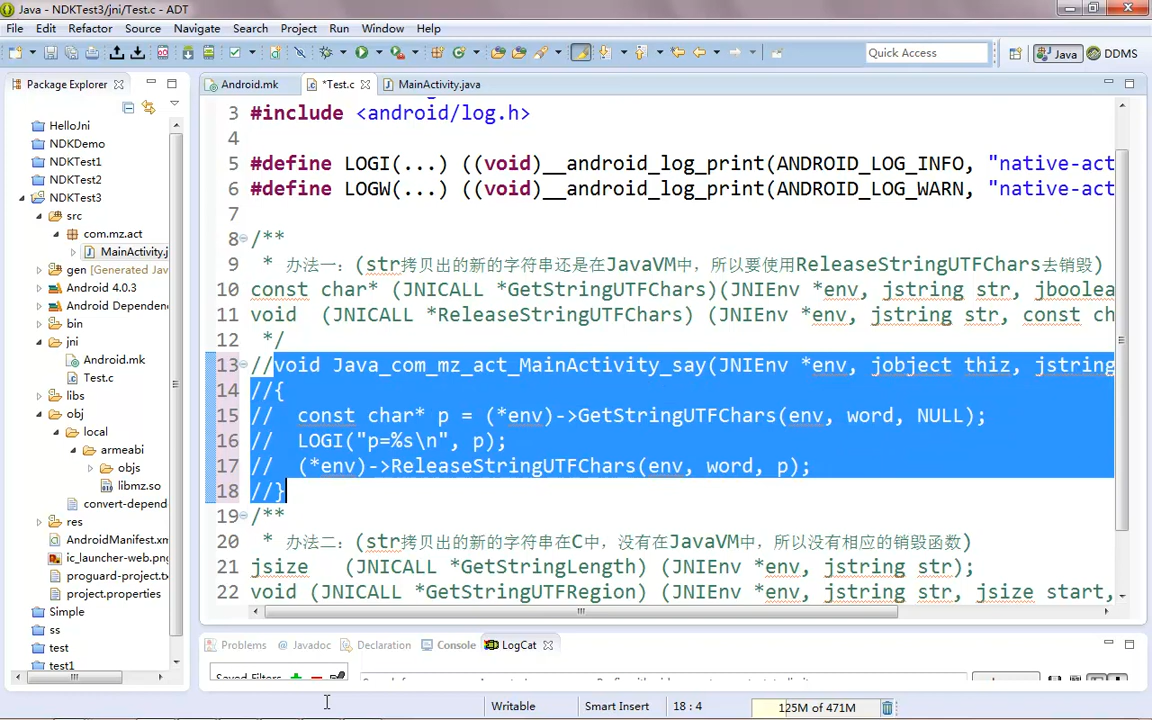 Java - NDKTest3/jni/Test.c - ADT
File Edit Refactor Source Navigate Search Project Run Window Help
Quick Access
Java
DDMS
Package Explorer
Android.mk
*Test.c
MainActivity.java
HelloJni
NDKDemo
NDKTest1
NDKTest2
NDKTest3
src
com.mz.act
MainActivity.j
gen [Generated Jav
Android 4.0.3
Android Dependen
bin
jni
Android.mk
Test.c
libs
obj
local
armeabi
objs
libmz.so
convert-depend
res
AndroidManifest.xm
ic_launcher-web.png
proguard-project.tx
project.properties
Simple
ss
test
test1
3 #include <android/log.h>
4
5 #define LOGI(...) ((void)__android_log_print(ANDROID_LOG_INFO, "native-act
6 #define LOGW(...) ((void)__android_log_print(ANDROID_LOG_WARN, "native-act
7
8 /**
9 * 办法一：(str拷贝出的新的字符串还是在JavaVM中，所以要使用ReleaseStringUTFChars去销毁)
10 const char* (JNICALL *GetStringUTFChars)(JNIEnv *env, jstring str, jboolea
11 void (JNICALL *ReleaseStringUTFChars) (JNIEnv *env, jstring str, const ch
12 */
13 //void Java_com_mz_act_MainActivity_say(JNIEnv *env, jobject thiz, jstring
14 //{
15 // const char* p = (*env)->GetStringUTFChars(env, word, NULL);
16 // LOGI("p=%s\n", p);
17 // (*env)->ReleaseStringUTFChars(env, word, p);
18 //}
19 /**
20 * 办法二：(str拷贝出的新的字符串在C中，没有在JavaVM中，所以没有相应的销毁函数)
21 jsize (JNICALL *GetStringLength) (JNIEnv *env, jstring str);
22 void (JNICALL *GetStringUTFRegion) (JNIEnv *env, jstring str, jsize start,
Problems @ Javadoc Declaration Console LogCat
Saved Filters
Writable
Smart Insert
18 : 4
125M of 471M